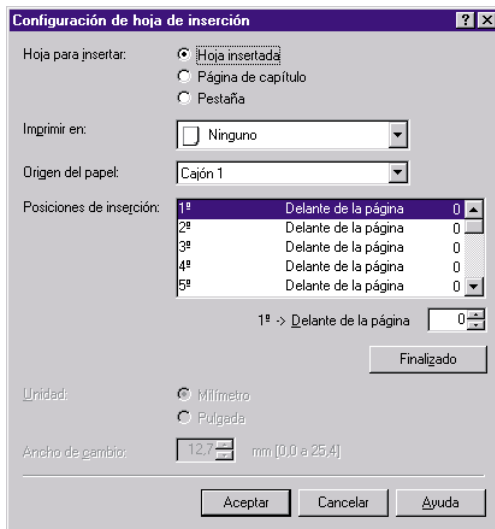 Configuración de hoja de inserción
Hoja para insertar: Hoja insertada
Página de capítulo
Pestaña
Imprimir en: Ninguno
Origen del papel: Cajón 1
Posiciones de inserción: 1º Delante de la página 0
2º Delante de la página 0
3º Delante de la página 0
4º Delante de la página 0
5º Delante de la página 0
1º -> Delante de la página 0
Finalizado
Unidad: Milímetro
Pulgada
Ancho de cambio: 12,7 mm [0,0 a 25,4]
Aceptar Cancelar Ayuda